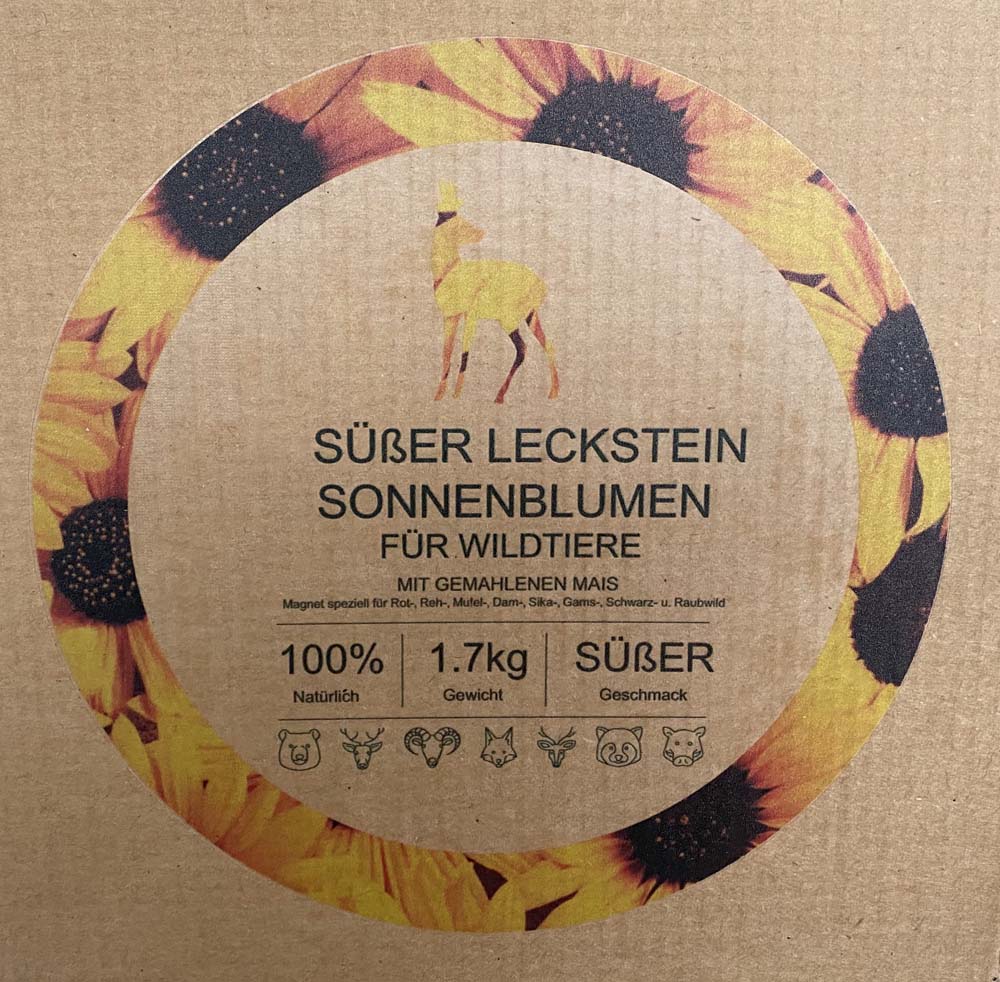 SÜßER LECKSTEIN
SONNENBLUMEN
FÜR WILDTIERE
MIT GEMAHLENEN MAIS
Magnet speziell für Rot-, Reh-, Mufel-, Dam-, Sika-, Gams-, Schwarz- u. Raubwild
100% 1.7kg SÜßER
Natürlich Gewicht Geschmack